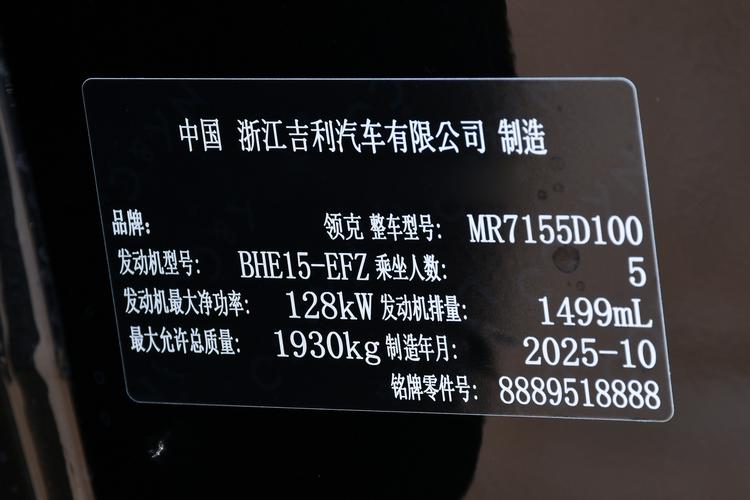 中国 浙江吉利汽车有限公司 制造
品牌: 领克 整车型号: MR7155D100
发动机型号: BHE15-EFZ 乘坐人数: 5
发动机最大净功率: 128kW 发动机排量: 1499mL
最大允许总质量: 1930kg 制造年月: 2025-10
铭牌零件号: 8889518888